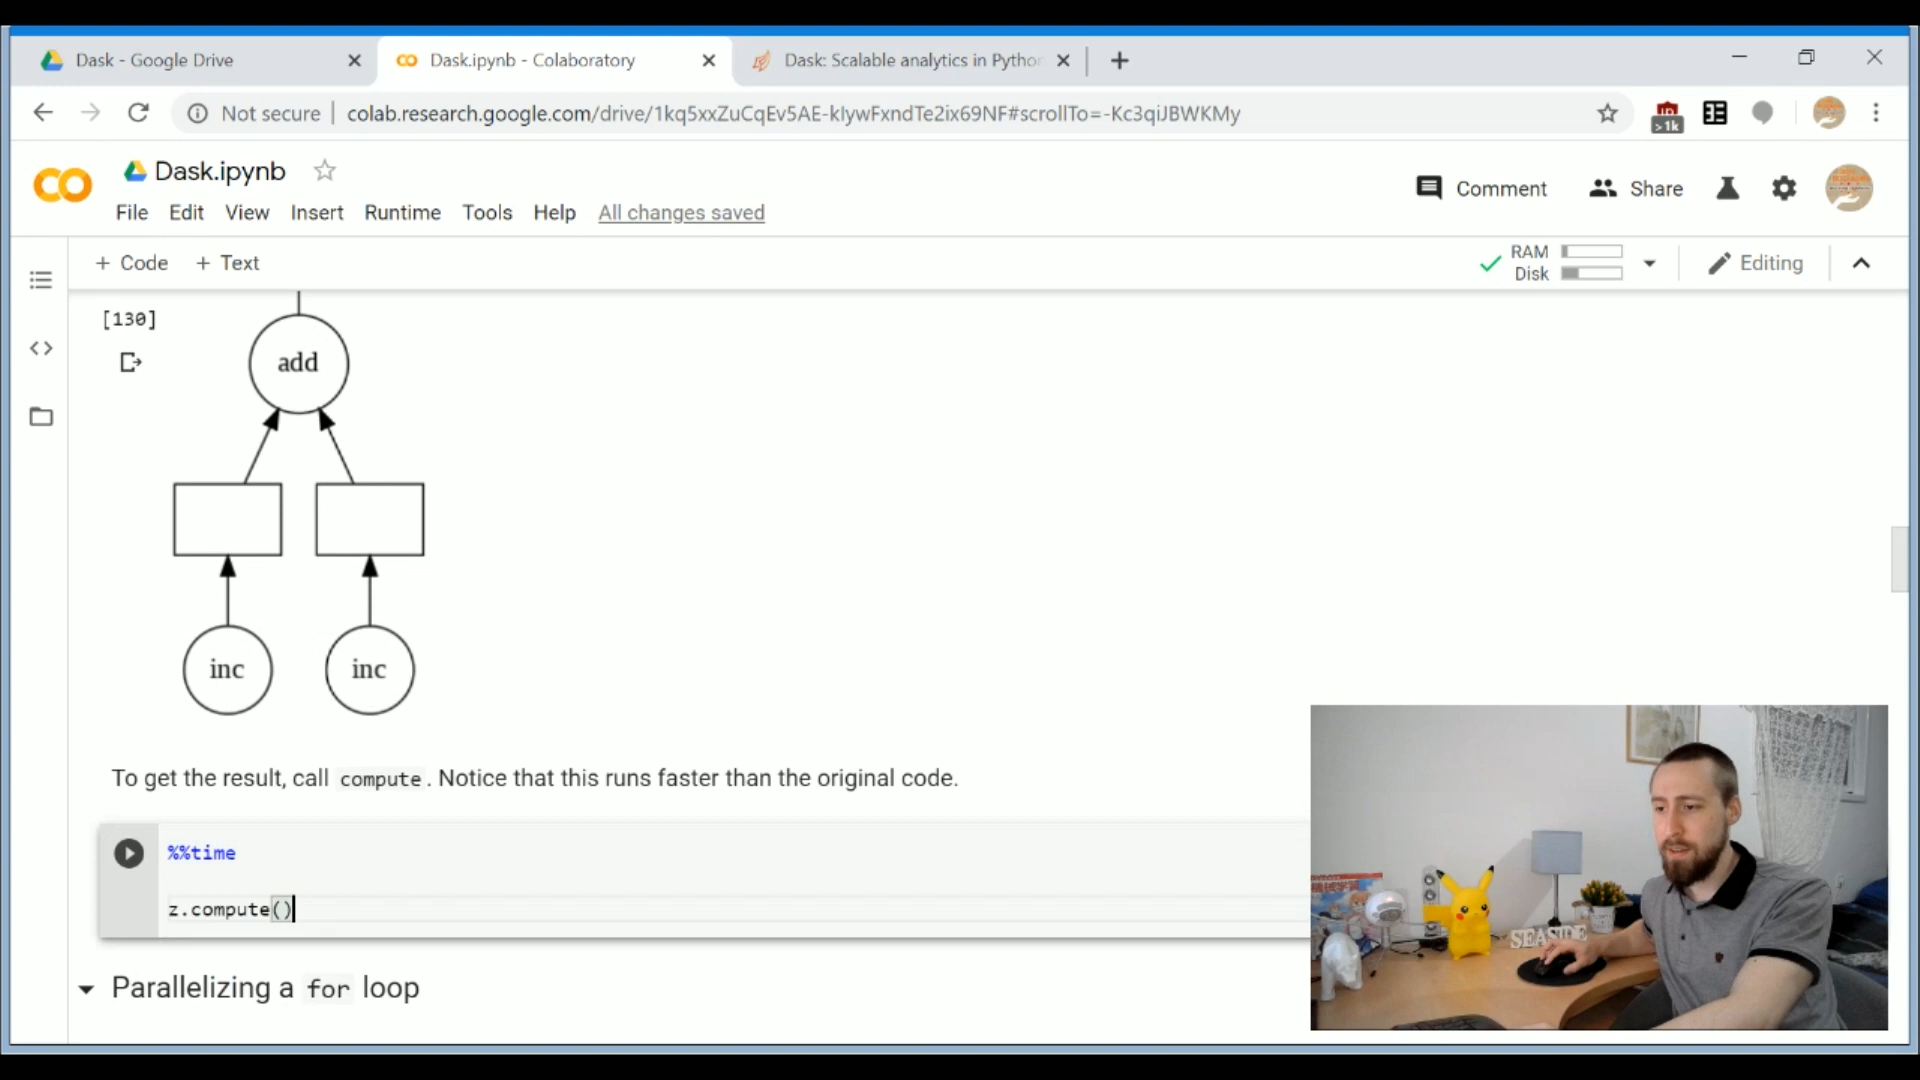 Dask - Google Drive
Dask.ipynb - Colaboratory
Dask: Scalable analytics in Pytho
Not secure
colab.research.google.com/drive/1kq5xxZuCqEv5AE-kIywFxndTe2ix69NF#scrollTo=-Kc3qiJBWKMy
>1k
Dask.ipynb
Comment
Share
File Edit View Insert Runtime Tools Help All changes saved
+ Code + Text
RAM
Disk
Editing
[130]
add
inc inc
To get the result, call compute. Notice that this runs faster than the original code.
%%time
z.compute()
Parallelizing a for loop
SEASIDE